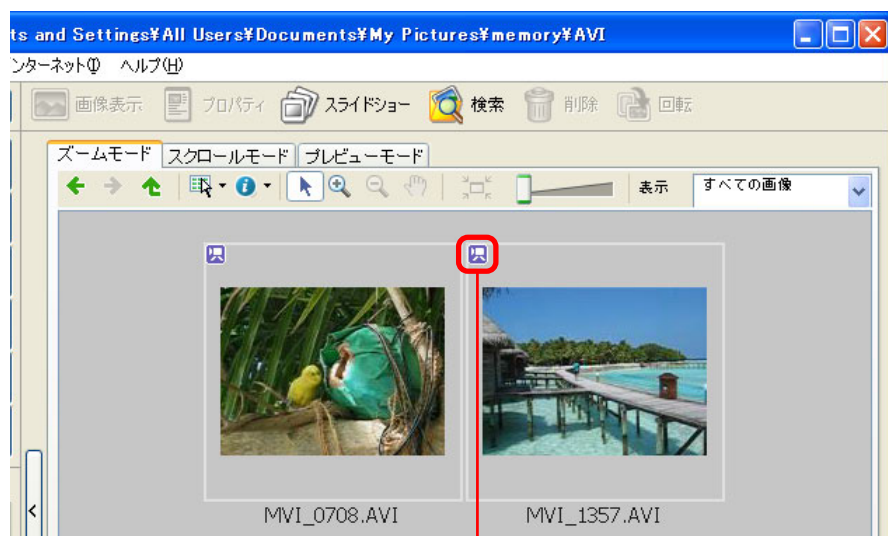 ts and Settings¥All Users¥Documents¥My Pictures¥memory¥AVI
ンターネット(I) ヘルプ(H)
画像表示 プロパティ スライドショー 検索 削除 回転
ズームモード スクロールモード プレビューモード
表示 すべての画像
MVI_0708.AVI MVI_1357.AVI